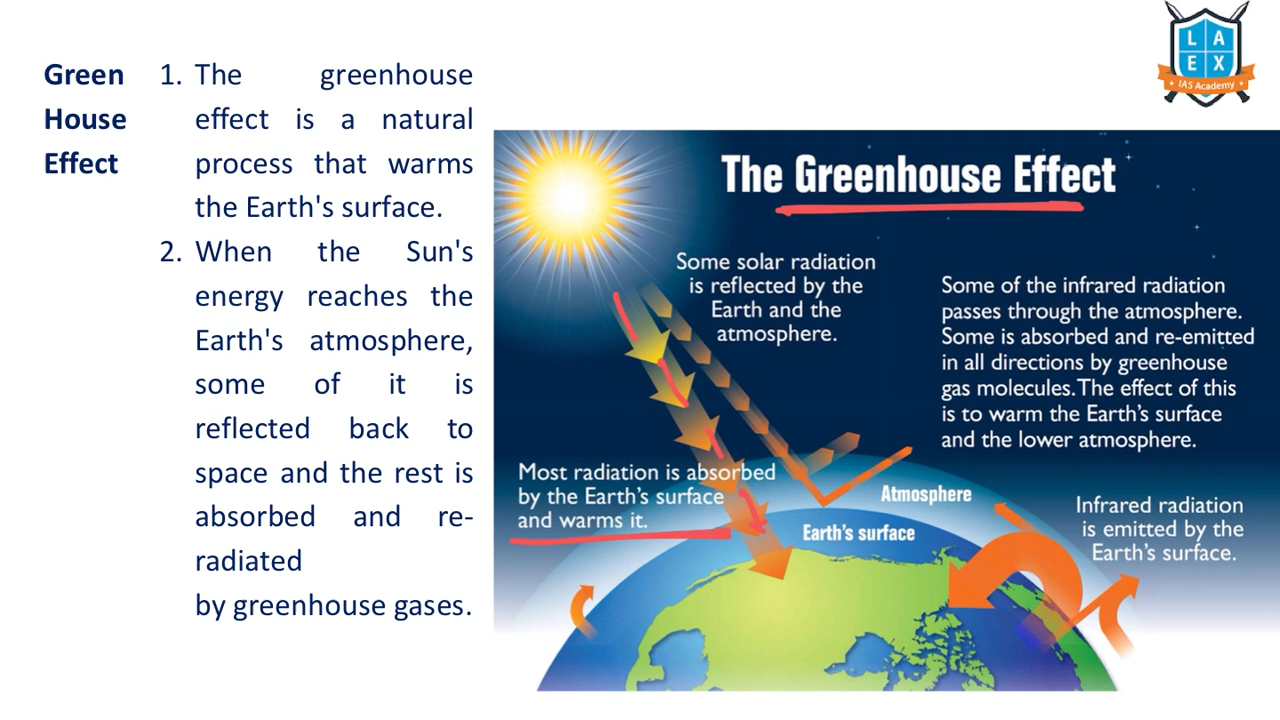 Green
House
Effect
1. The greenhouse
effect is a natural
process that warms
the Earth's surface.
2. When the Sun's
energy reaches the
Earth's atmosphere,
some of it is
reflected back to
space and the rest is
absorbed and re-
radiated
by greenhouse gases.
L A
E X
IAS Academy
The Greenhouse Effect
Some solar radiation
is reflected by the
Earth and the
atmosphere.
Some of the infrared radiation
passes through the atmosphere.
Some is absorbed and re-emitted
in all directions by greenhouse
gas molecules. The effect of this
is to warm the Earth's surface
and the lower atmosphere.
Most radiation is absorbed
by the Earth's surface
and warms it.
Atmosphere
Earth's surface
Infrared radiation
is emitted by the
Earth's surface.